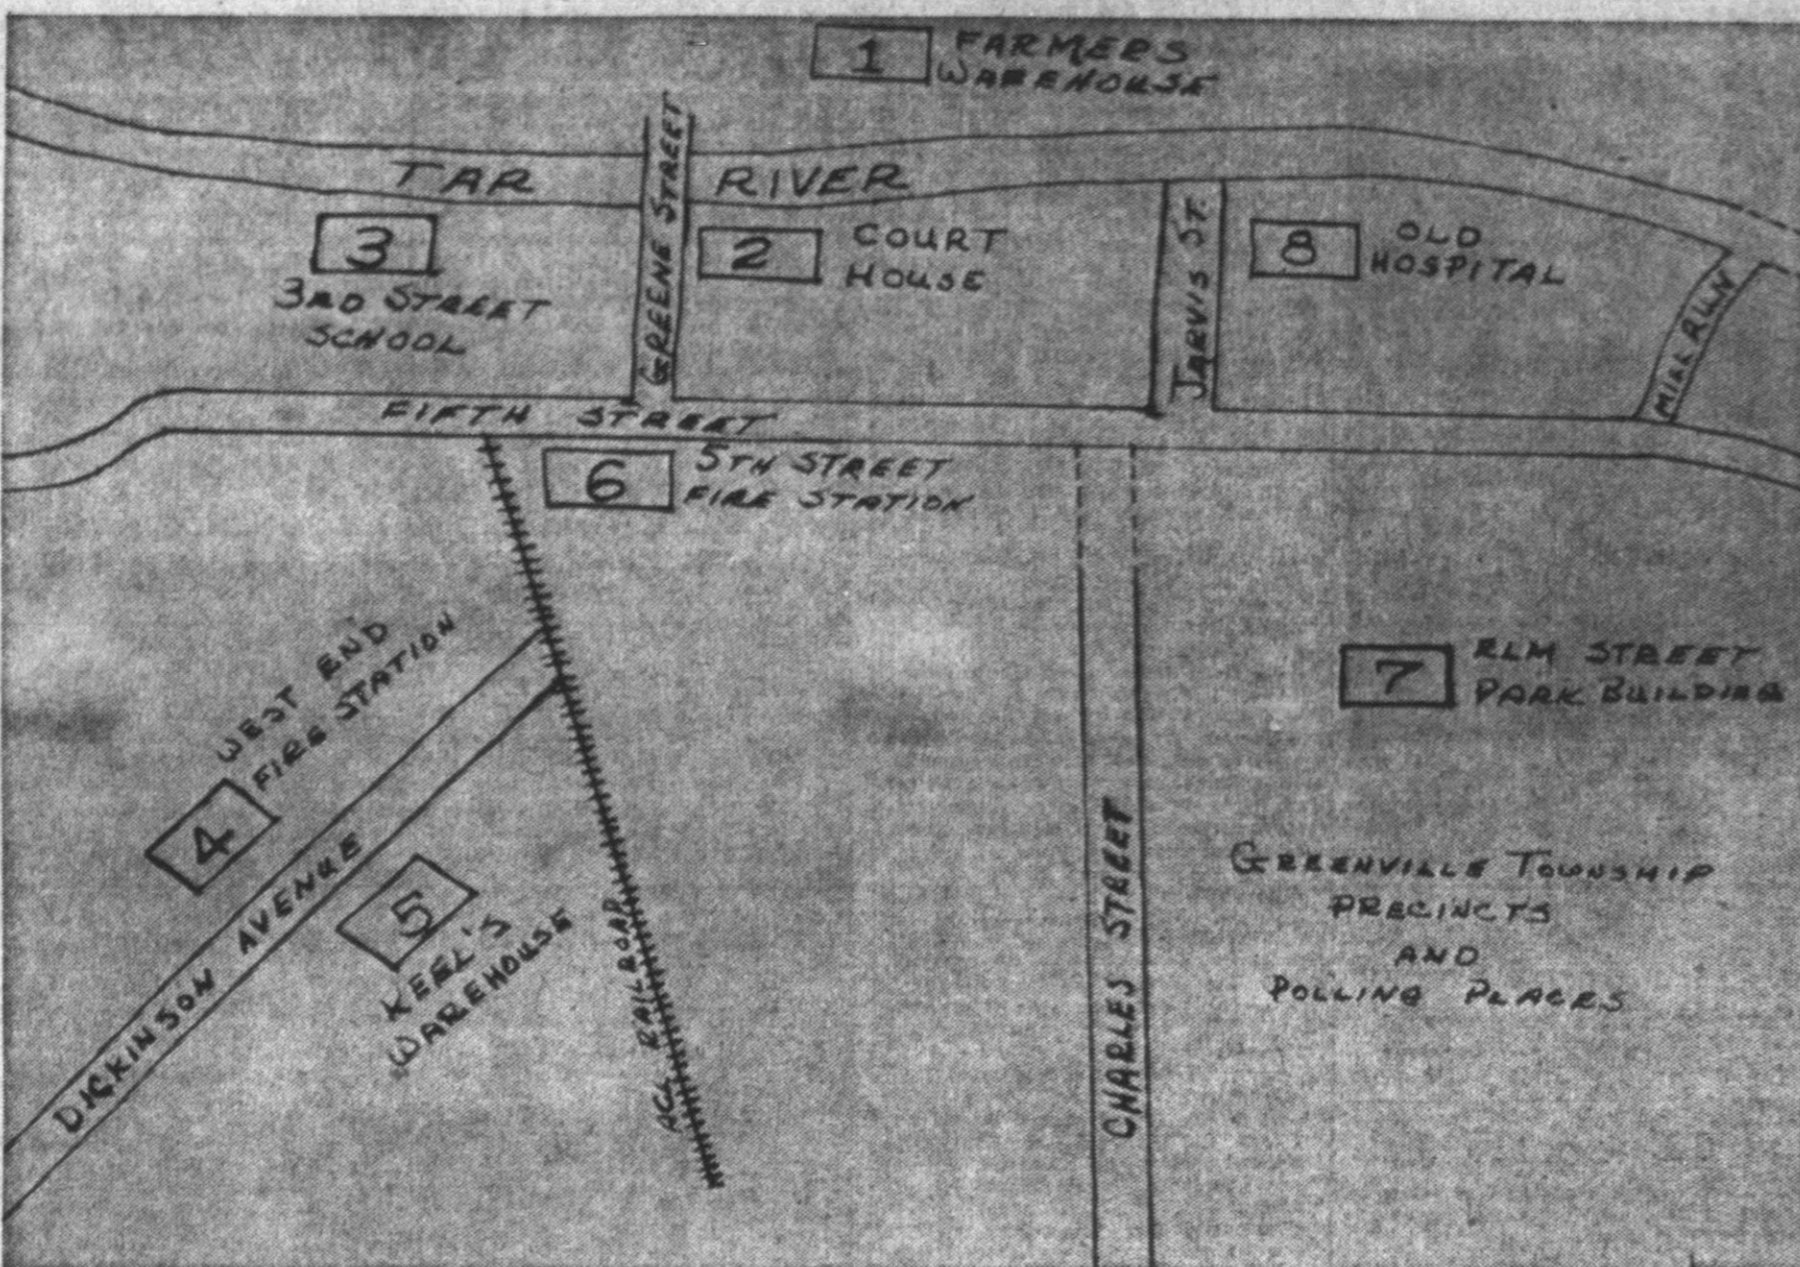 1 FARMERS
WAREHOUSE
TAR RIVER
GREENE STREET
3
3RD STREET
SCHOOL
2 COURT
HOUSE
JARVIS ST.
8 OLD
HOSPITAL
MILL RUN
FIFTH STREET
6 5TH STREET
FIRE STATION
WEST END
FIRE STATION
4
7 ELM STREET
PARK BUILDING
DICKINSON AVENUE
5
KEEL'S
WAREHOUSE
ACL RAILROAD
CHARLES STREET
GREENVILLE TOWNSHIP
PRECINCTS
AND
POLLING PLACES